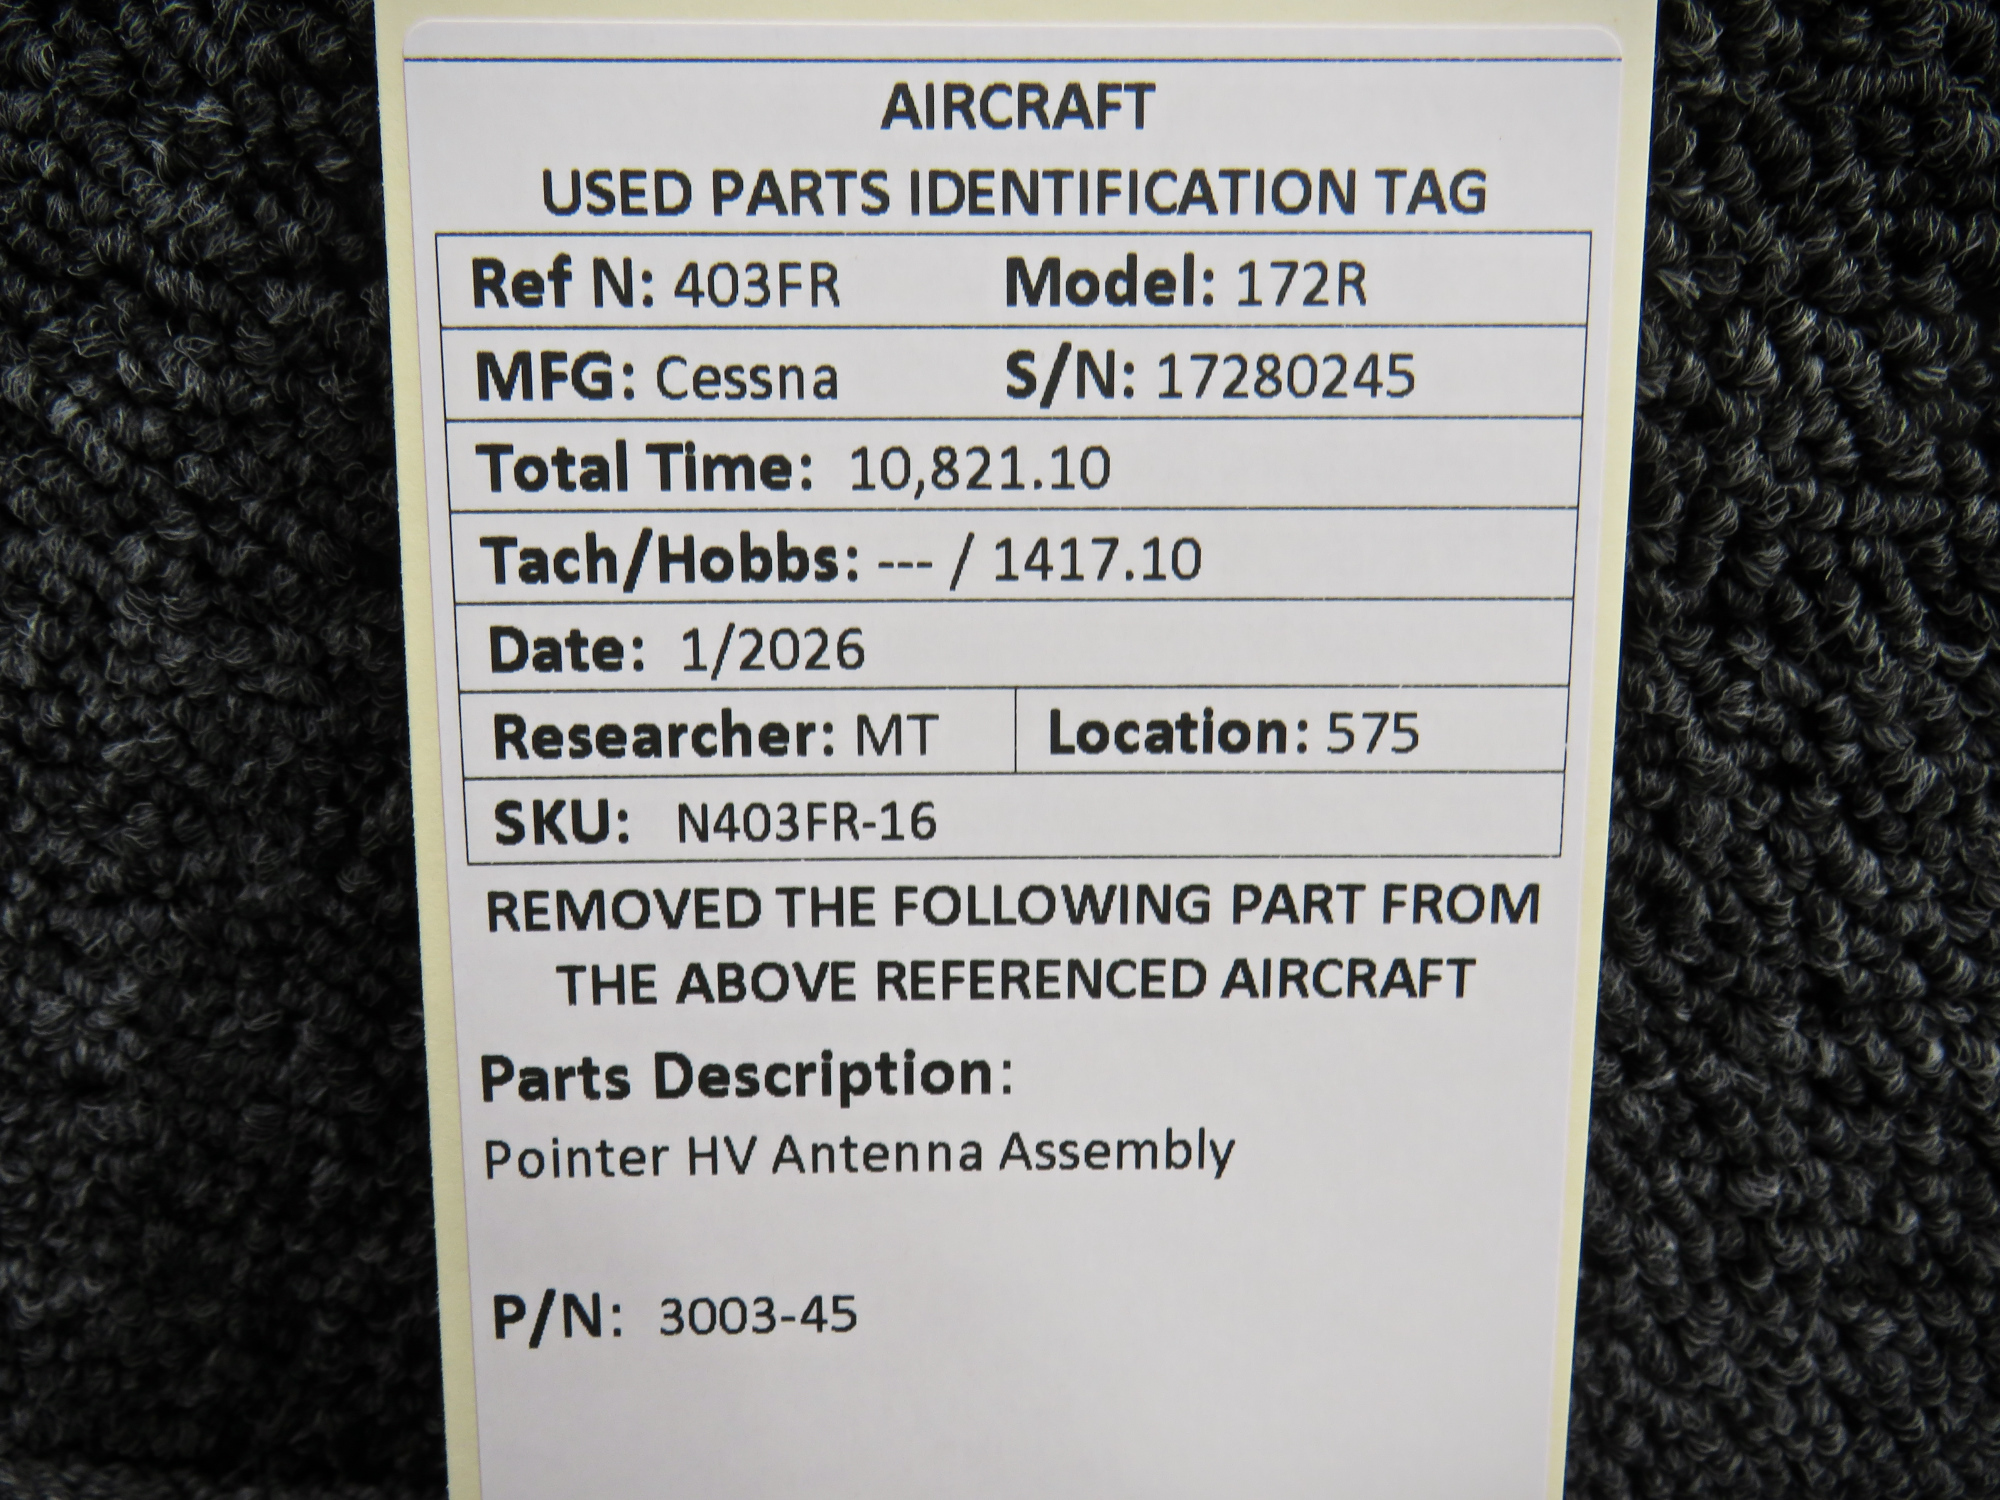 AIRCRAFT
USED PARTS IDENTIFICATION TAG
Ref N: 403FR Model: 172R
MFG: Cessna S/N: 17280245
Total Time: 10,821.10
Tach/Hobbs: --- / 1417.10
Date: 1/2026
Researcher: MT Location: 575
SKU: N403FR-16
REMOVED THE FOLLOWING PART FROM
THE ABOVE REFERENCED AIRCRAFT
Parts Description:
Pointer HV Antenna Assembly
P/N: 3003-45